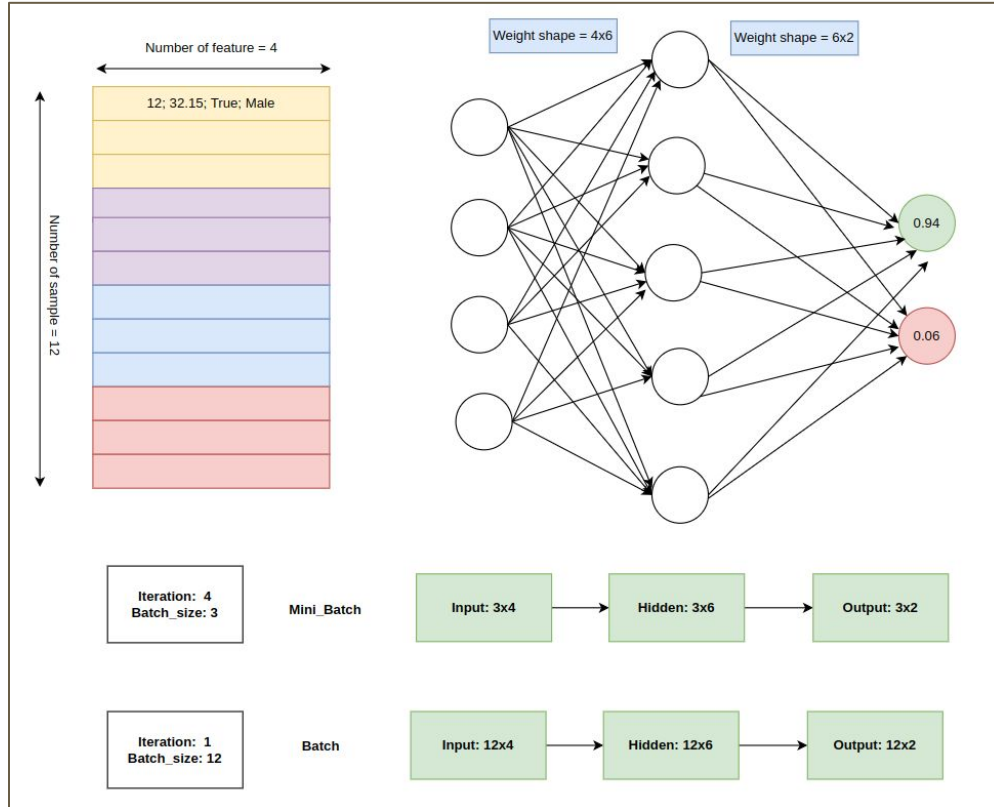 Number of feature = 4
Weight shape = 4x6
Weight shape = 6x2
12; 32.15; True; Male
Number of sample = 12
0.94
0.06
Iteration: 4
Batch_size: 3
Mini_Batch
Input: 3x4
Hidden: 3x6
Output: 3x2
Iteration: 1
Batch_size: 12
Batch
Input: 12x4
Hidden: 12x6
Output: 12x2